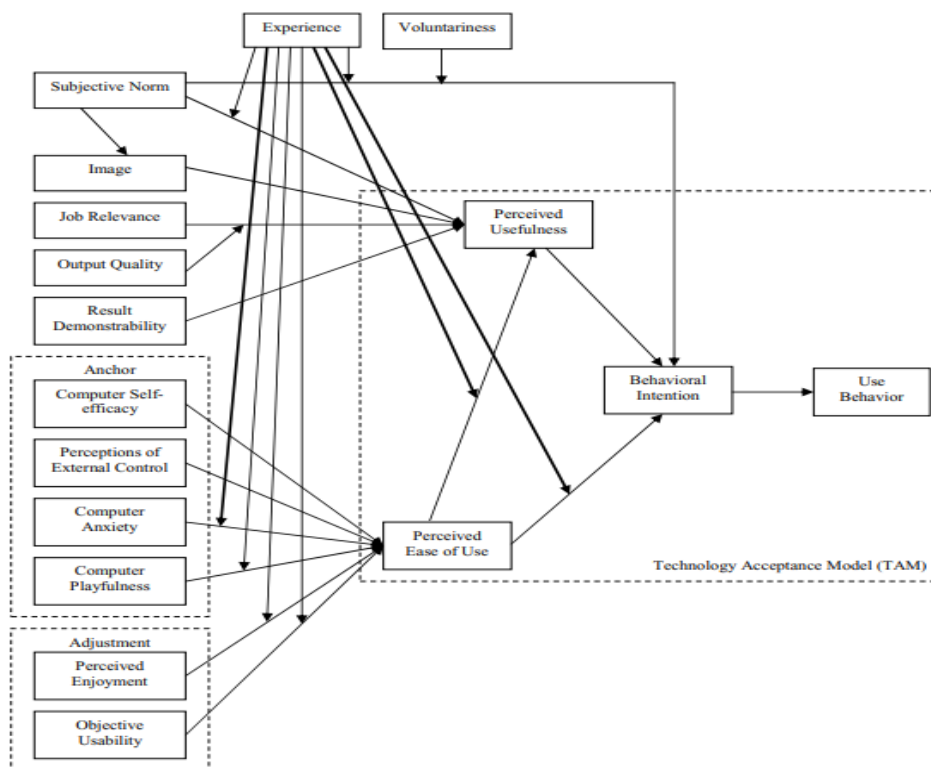 Experience
Voluntariness
Subjective Norm
Image
Job Relevance
Output Quality
Result
Demonstrability
Perceived
Usefulness
Anchor
Computer Self-
efficacy
Perceptions of
External Control
Computer
Anxiety
Computer
Playfulness
Behavioral
Intention
Use
Behavior
Perceived
Ease of Use
Technology Acceptance Model (TAM)
Adjustment
Perceived
Enjoyment
Objective
Usability